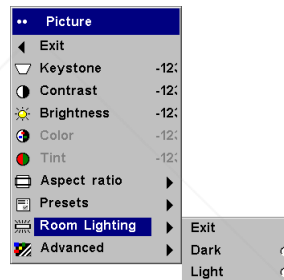 Picture
Exit
Keystone
Contrast
Brightness
Color
Tint
Aspect ratio
Presets
Room Lighting
Exit
Advanced
Dark
Light